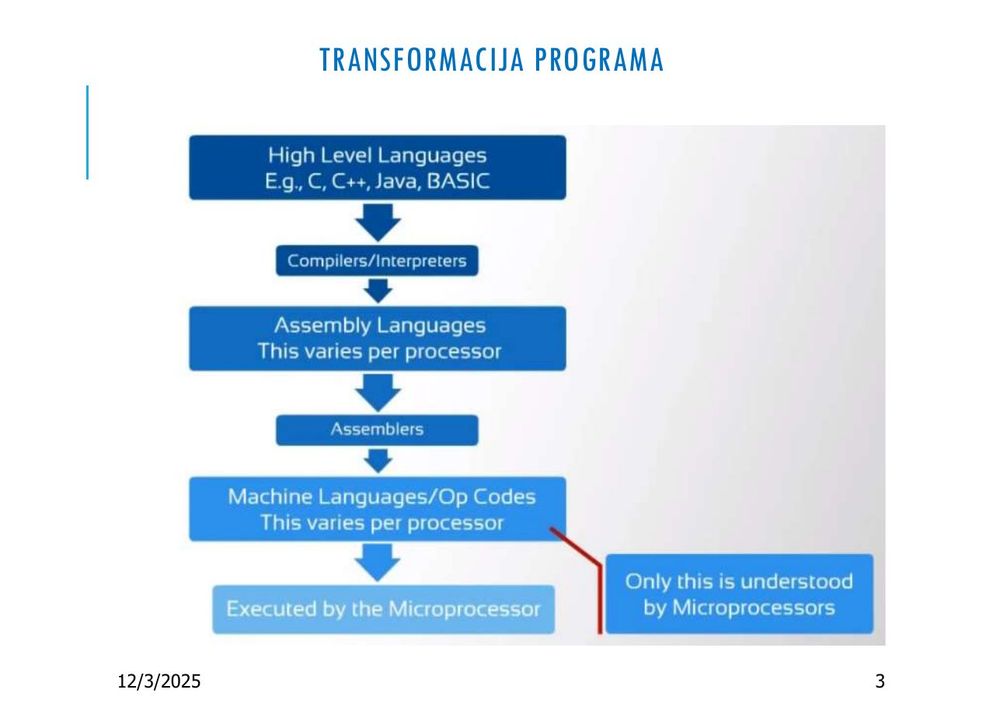 TRANSFORMACIJA PROGRAMA
High Level Languages
E.g., C, C++, Java, BASIC
Compilers/Interpreters
Assembly Languages
This varies per processor
Assemblers
Machine Languages/Op Codes
This varies per processor
Only this is understood
by Microprocessors
Executed by the Microprocessor
12/3/2025
3